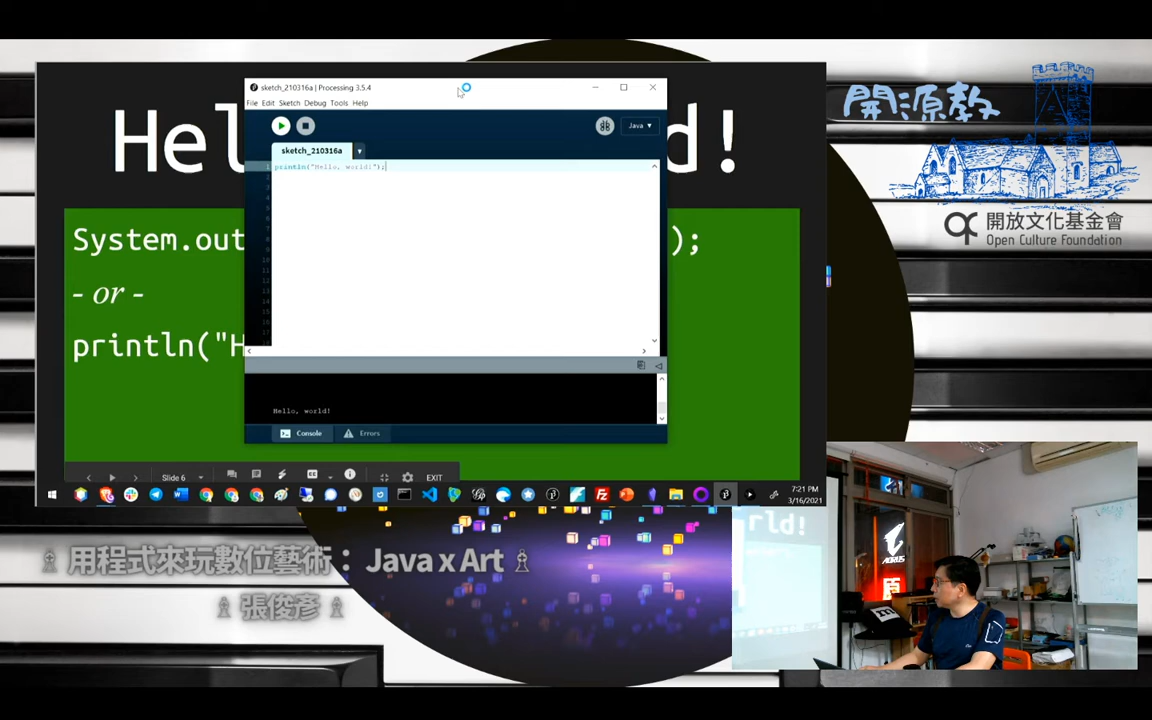 Hel
d!
sketch_210316a | Processing 3.5.4
File Edit Sketch Debug Tools Help
Java
sketch_210316a
println("Hello, world!");
System.out
);
- or -
println("H
Hello, world!
Console
Errors
Slide 6
EXIT
7:21 PM
3/16/2021
開源教
開放文化基金會
Open Culture Foundation
用程式來玩數位藝術： Java x Art
張俊彥
rld!
AORUS